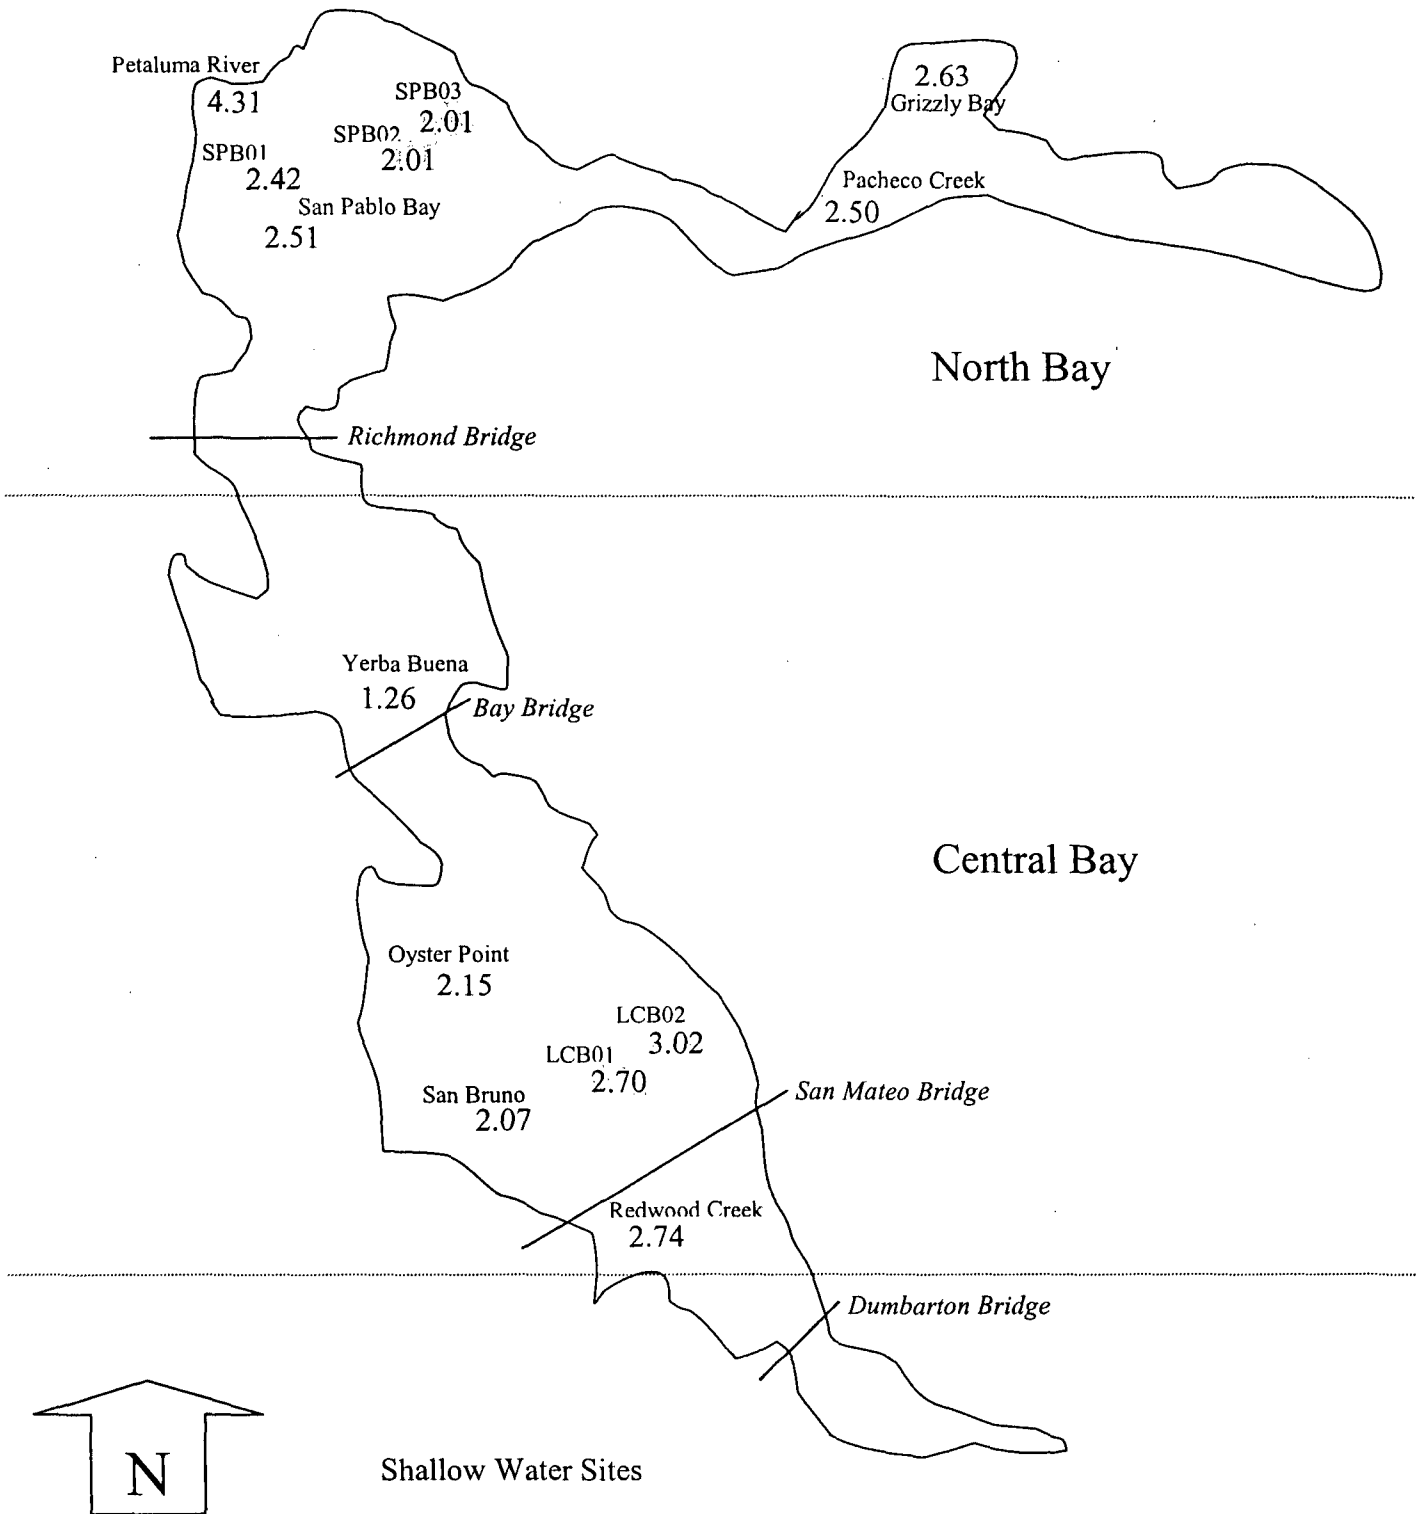 Petaluma River
4.31
SPB03
2.01
SPB02
2.01
SPB01
2.42
San Pablo Bay
2.51
2.63
Grizzly Bay
Pacheco Creek
2.50
North Bay
Richmond Bridge
Yerba Buena
1.26
Bay Bridge
Central Bay
Oyster Point
2.15
LCB02
3.02
LCB01
2.70
San Bruno
2.07
San Mateo Bridge
Redwood Creek
2.74
Dumbarton Bridge
N
Shallow Water Sites